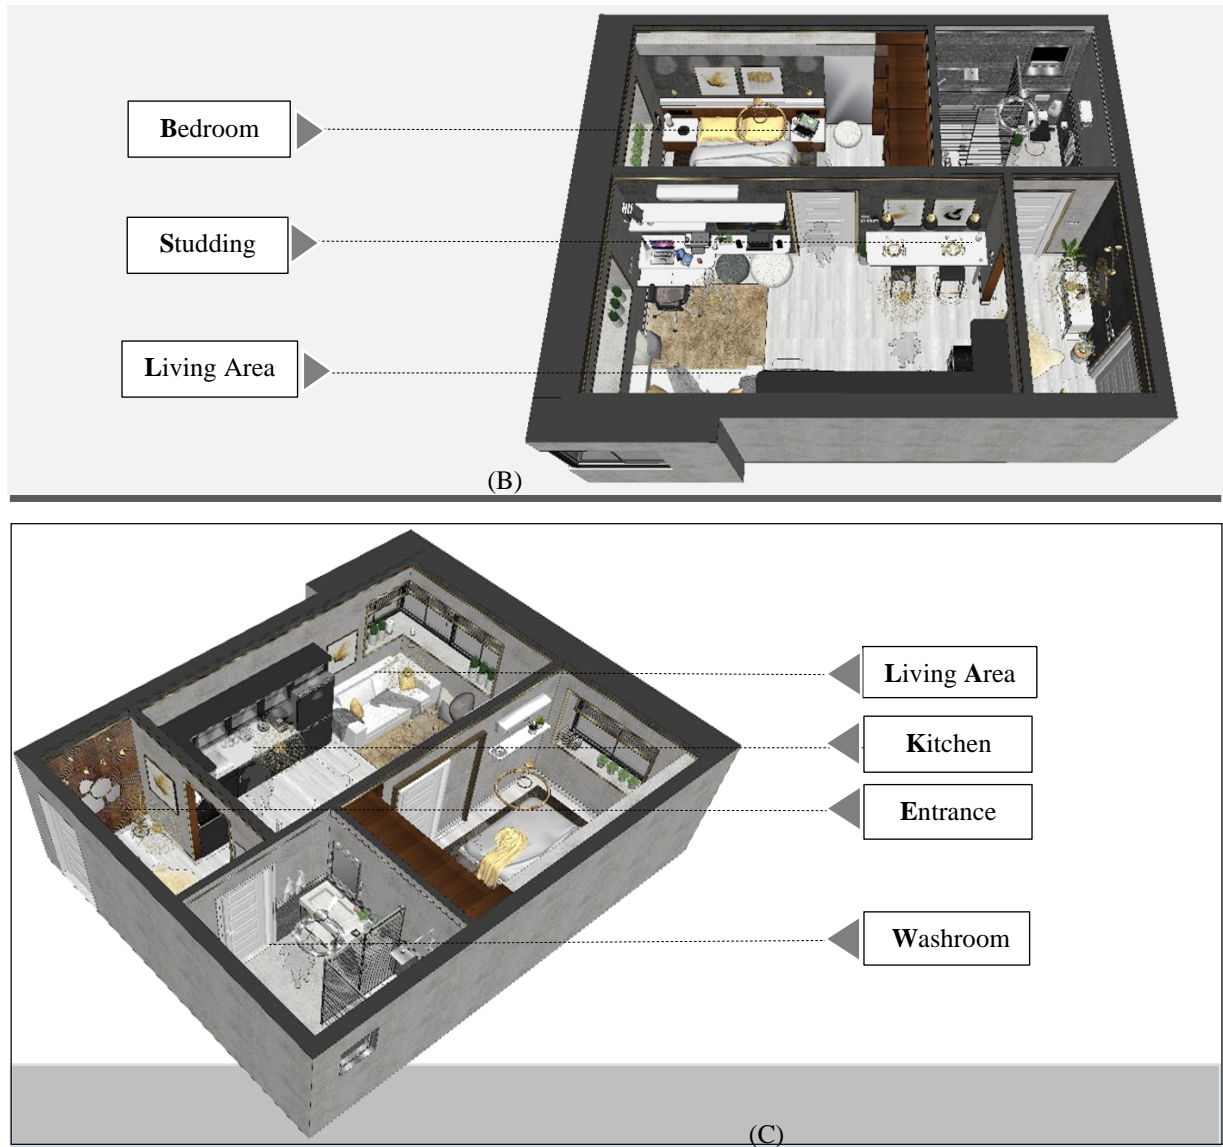 Bedroom
Studding
Living Area
(B)
Living Area
Kitchen
Entrance
Washroom
(C)